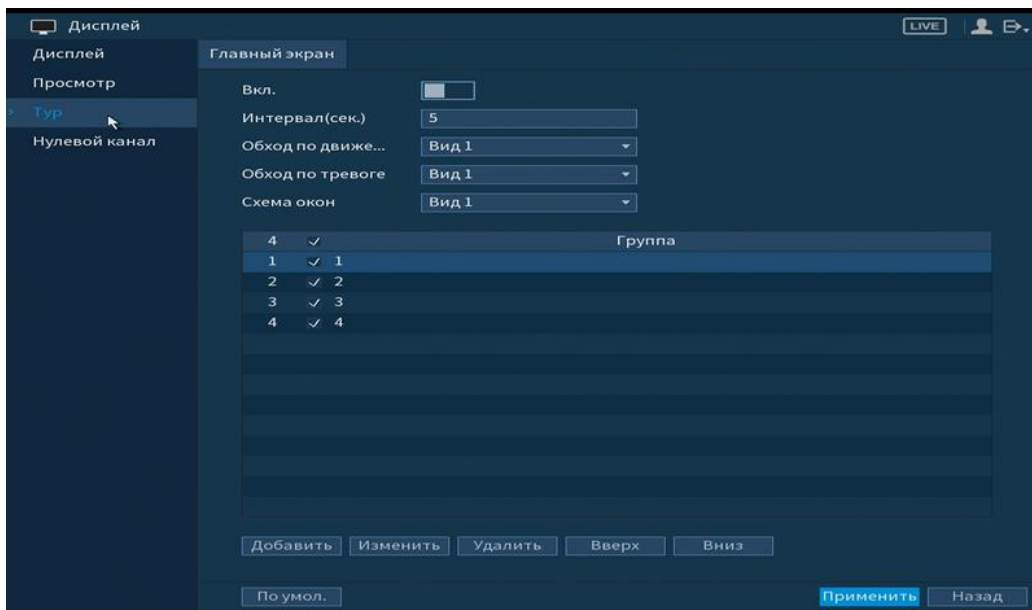 Дисплей LIVE
Дисплей
Просмотр
Тур
Нулевой канал
Главный экран
Вкл.
Интервал(сек.) 5
Обход по движе... Вид 1
Обход по тревоге Вид 1
Схема окон Вид 1
4 Группа
1 1
2 2
3 3
4 4
Добавить Изменить Удалить Вверх Вниз
По умол. Применить Назад